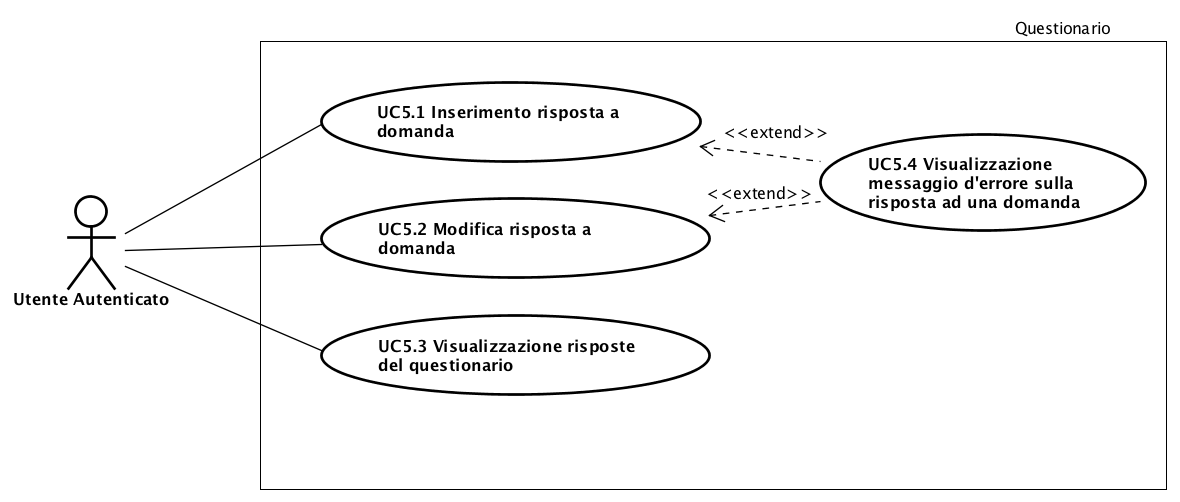 Questionario
UC5.1 Inserimento risposta a
domanda
<<extend>>
UC5.4 Visualizzazione
messaggio d'errore sulla
risposta ad una domanda
<<extend>>
UC5.2 Modifica risposta a
domanda
Utente Autenticato
UC5.3 Visualizzazione risposte
del questionario